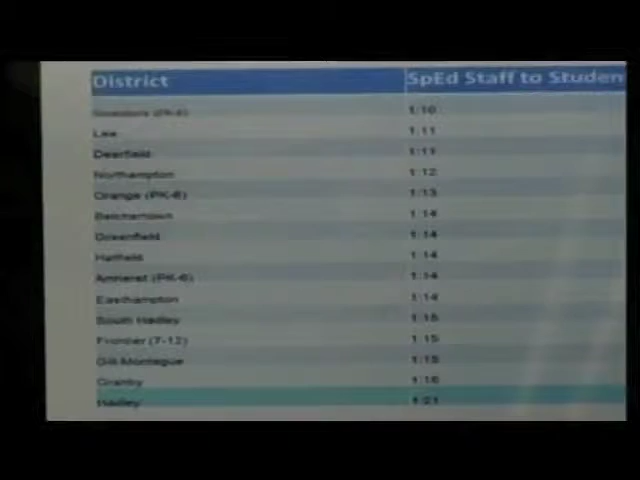 District SpEd Staff to Studen
(PK-6) 1:10
Lee 1:11
Deerfield 1:11
Northampton 1:12
Orange (PK-6) 1:13
Belchertown 1:14
Greenfield 1:14
Hatfield 1:14
Amherst (PK-6) 1:14
Easthampton 1:14
South Hadley 1:15
Frontier (7-12) 1:15
Gill-Montague 1:15
Granby 1:16
Hadley 1:21